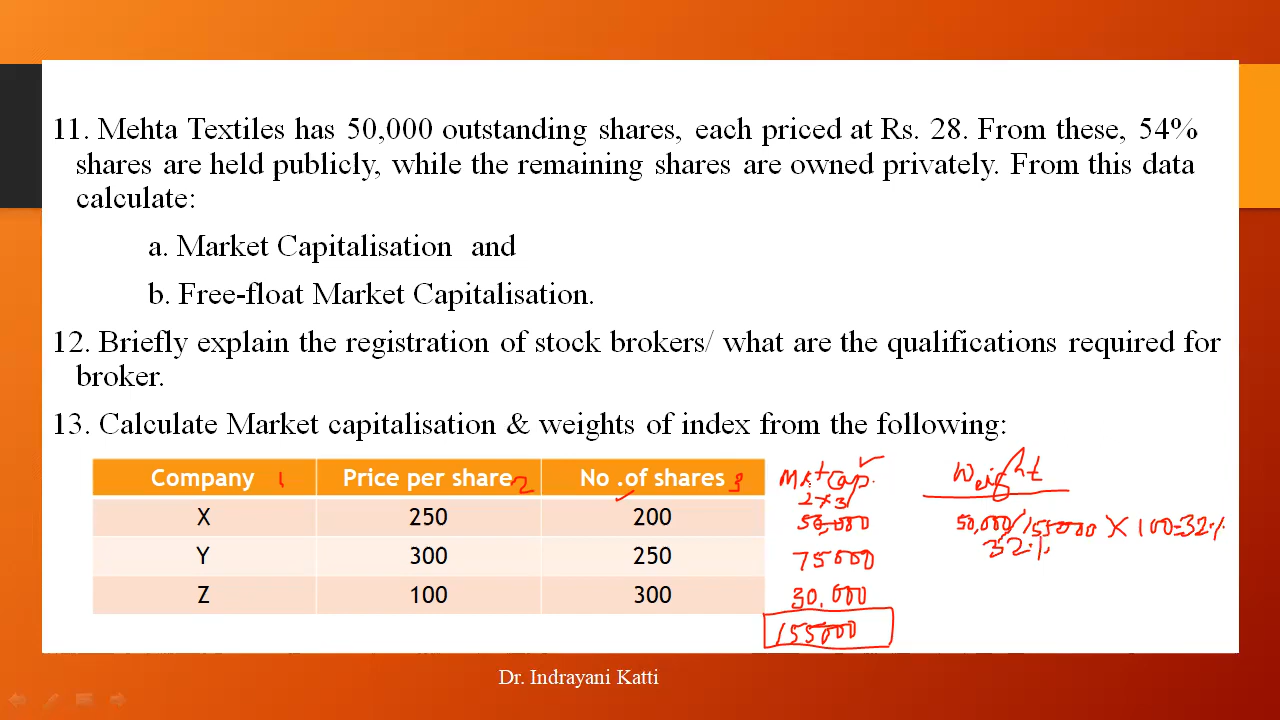 11. Mehta Textiles has 50,000 outstanding shares, each priced at Rs. 28. From these, 54%
shares are held publicly, while the remaining shares are owned privately. From this data
calculate:
a. Market Capitalisation and
b. Free-float Market Capitalisation.
12. Briefly explain the registration of stock brokers/ what are the qualifications required for
broker.
13. Calculate Market capitalisation & weights of index from the following:
Company 1 Price per share 2 No .of shares 3 Mkt Cap. Weight
2 x 3
X 250 200 50,000 50,000/155000 X 100=32%
32%
Y 300 250 75000
Z 100 300 30,000
155000
Dr. Indrayani Katti